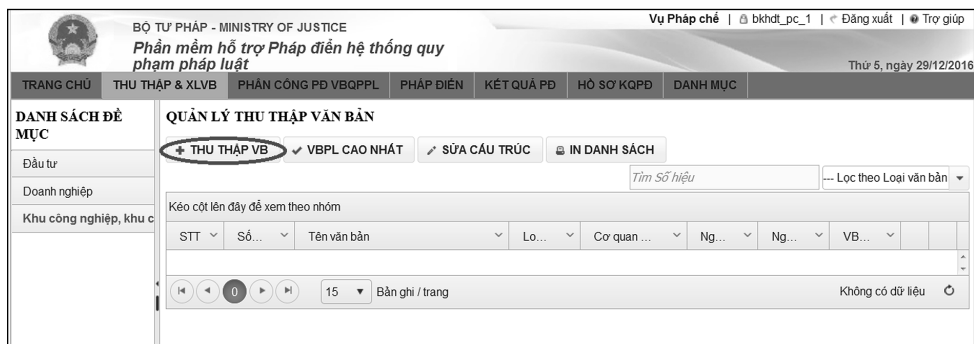 BỘ TƯ PHÁP - MINISTRY OF JUSTICE
Phần mềm hỗ trợ Pháp điển hệ thống quy
phạm pháp luật
Vụ Pháp chế | bkhdt_pc_1 | Đăng xuất | Trợ giúp
Thứ 5, ngày 29/12/2016
TRANG CHỦ THU THẬP & XLVB PHÂN CÔNG PĐ VBQPPL PHÁP ĐIỂN KẾT QUẢ PĐ HỒ SƠ KQPĐ DANH MỤC
DANH SÁCH ĐỀ
MỤC
Đầu tư
Doanh nghiệp
Khu công nghiệp, khu c
QUẢN LÝ THU THẬP VĂN BẢN
THU THẬP VB VBPL CAO NHẤT SỬA CẤU TRÚC IN DANH SÁCH
Tìm Số hiệu --- Lọc theo Loại văn bản
Kéo cột lên đây để xem theo nhóm
STT Số... Tên văn bản Lo... Cơ quan ... Ng... Ng... VB...
0 15 Bản ghi / trang Không có dữ liệu